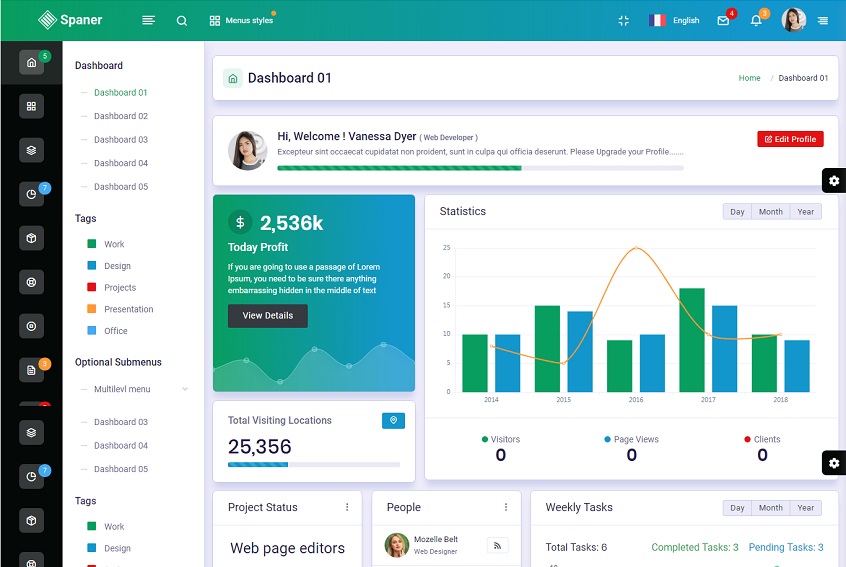 Spaner
Menus styles
English
4
3
5
7
3
7
Dashboard
Dashboard 01
Dashboard 02
Dashboard 03
Dashboard 04
Dashboard 05
Tags
Work
Design
Projects
Presentation
Office
Optional Submenus
Multilevl menu
Dashboard 03
Dashboard 04
Dashboard 05
Tags
Work
Design
Dashboard 01
Home / Dashboard 01
Hi, Welcome ! Vanessa Dyer ( Web Developer )
Excepteur sint occaecat cupidatat non proident, sunt in culpa qui officia deserunt. Please Upgrade your Profile.......
Edit Profile
$ 2,536k
Today Profit
If you are going to use a passage of Lorem
Ipsum, you need to be sure there anything
embarrassing hidden in the middle of text
View Details
Total Visiting Locations
25,356
Statistics
Day Month Year
25
20
15
10
5
0
2014 2015 2016 2017 2018
Visitors
0
Page Views
0
Clients
0
Project Status
Web page editors
People
Mozelle Belt
Web Designer
Weekly Tasks
Day Month Year
Total Tasks: 6
Completed Tasks: 3
Pending Tasks: 3